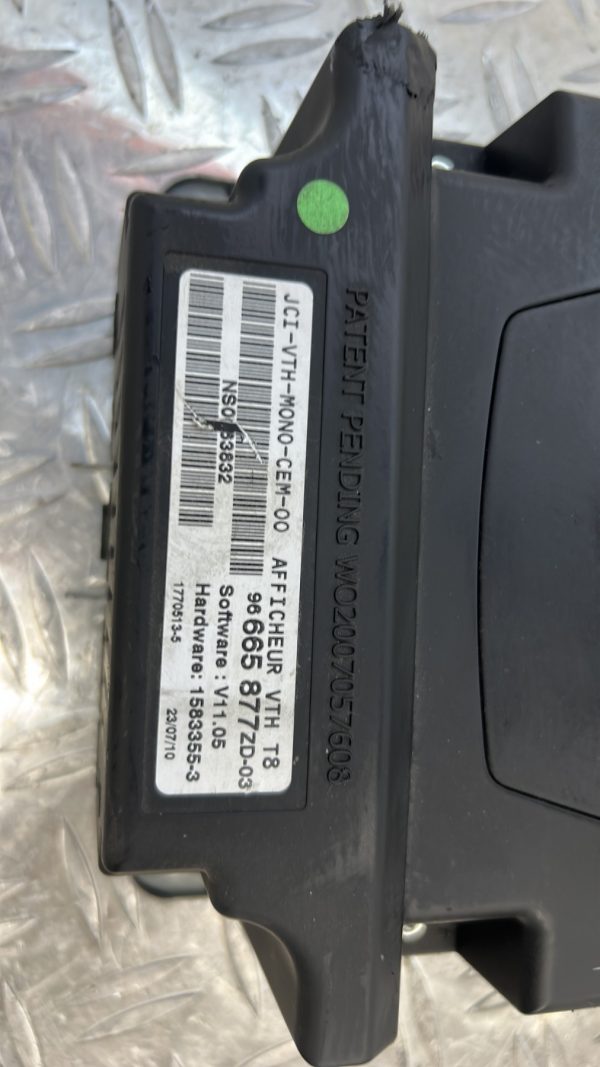 PATENT PENDING WO2007057608
JCI-VTH-MONO-CEM-00 AFFICHEUR VTH T8
96 665 877ZD-03
Software : V11.05
Hardware: 1583355-3
1770513-5
23/07/10